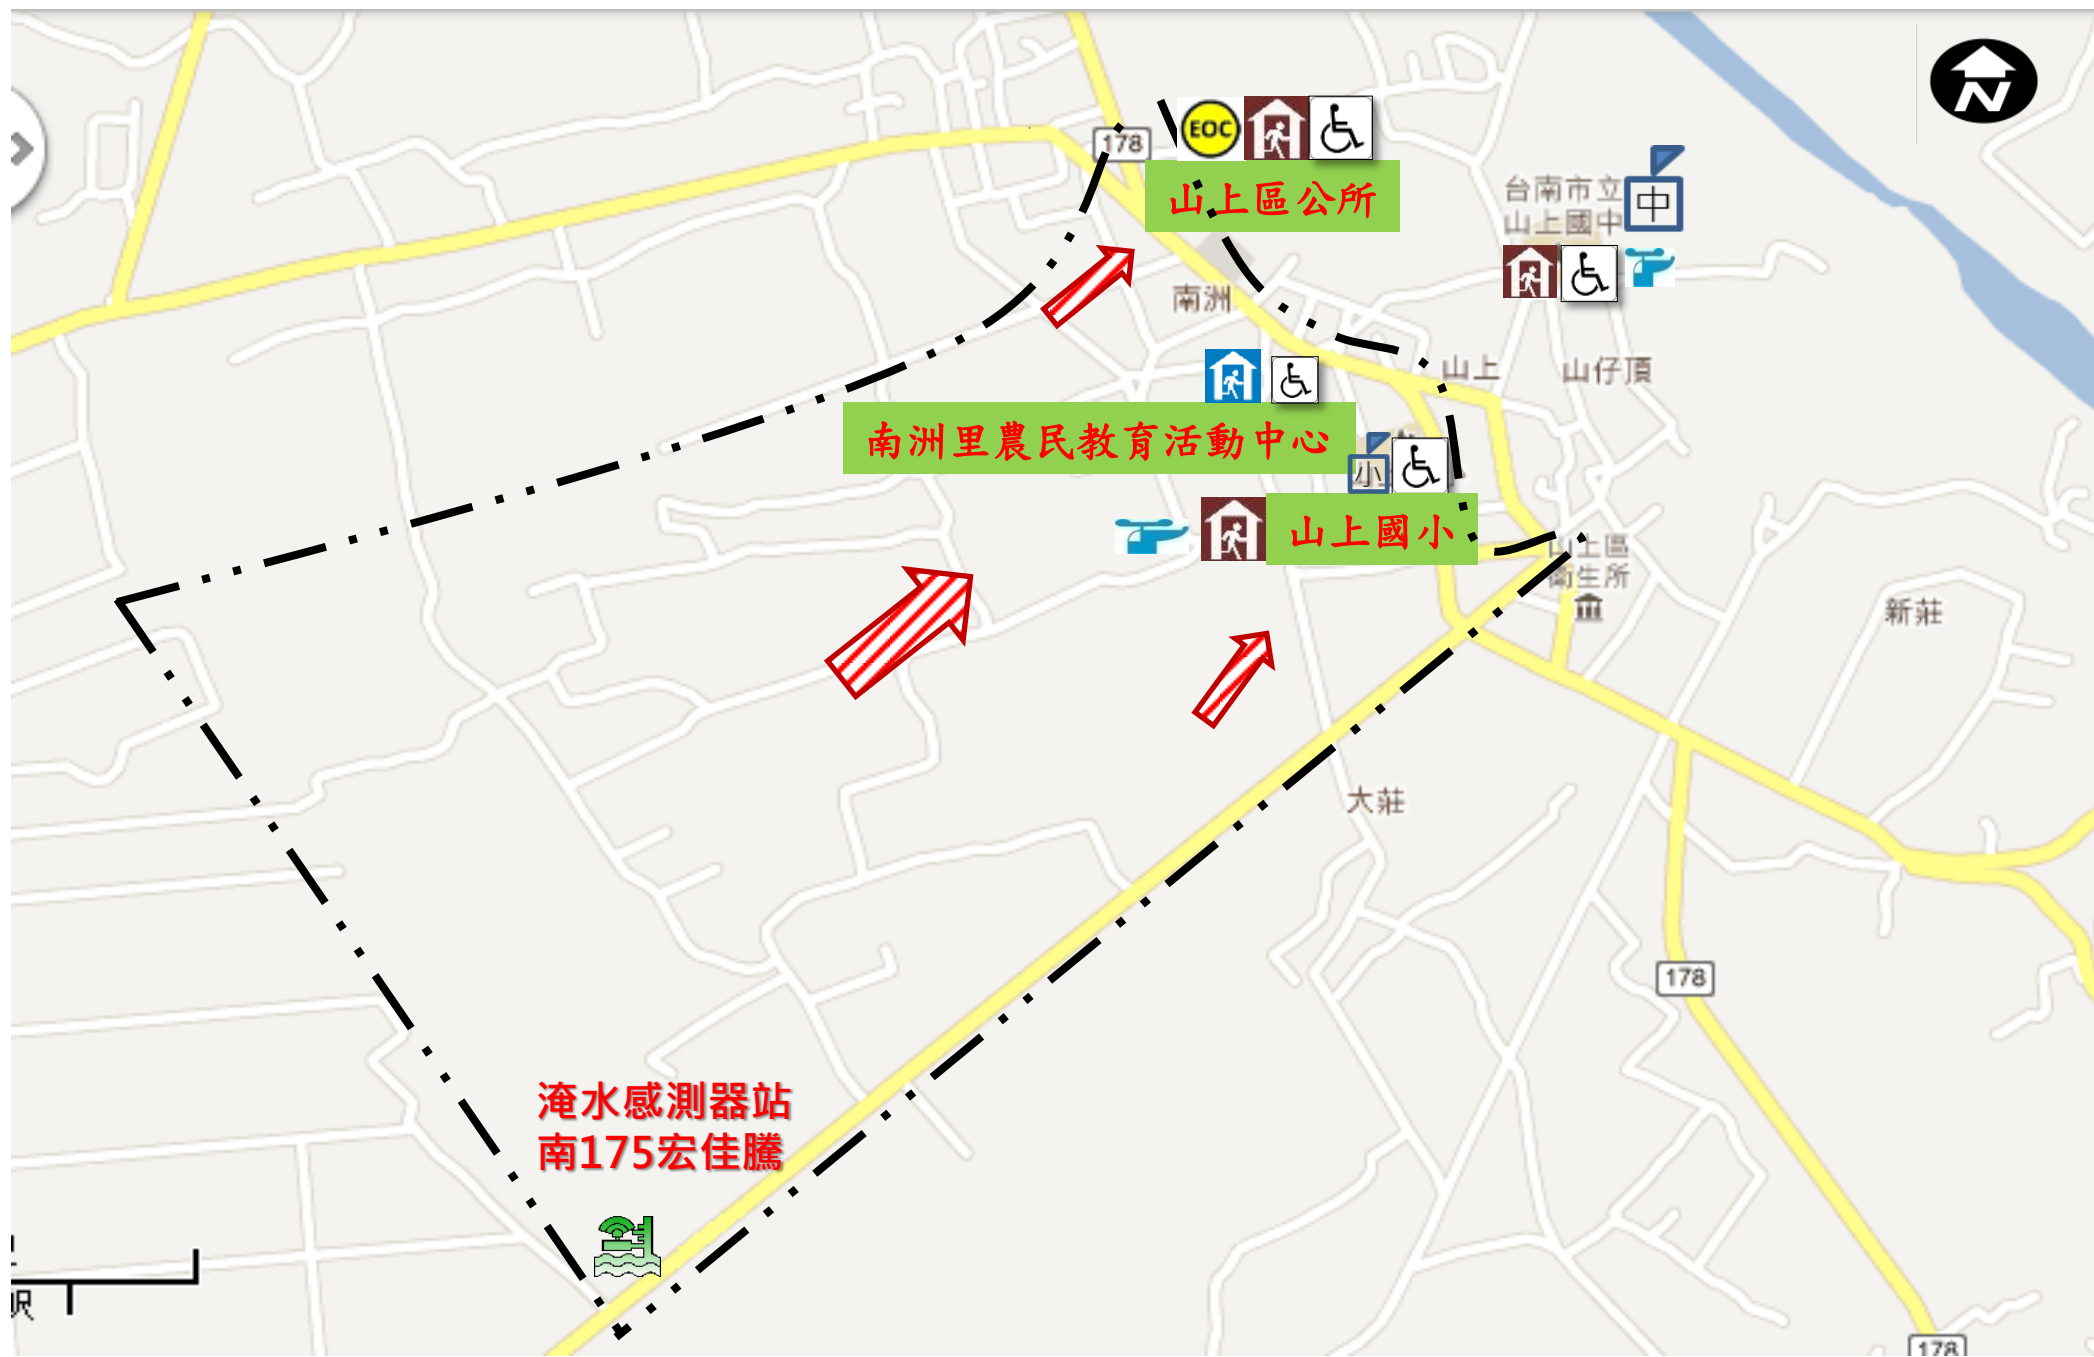 N
EOC
178
山上區公所
台南市立
山上國中
中
南洲
山上
山仔頂
南洲里農民教育活動中心
小
山上國小
山上區
衛生所
新莊
大莊
178
淹水感測器站
南175宏佳騰
呎
178